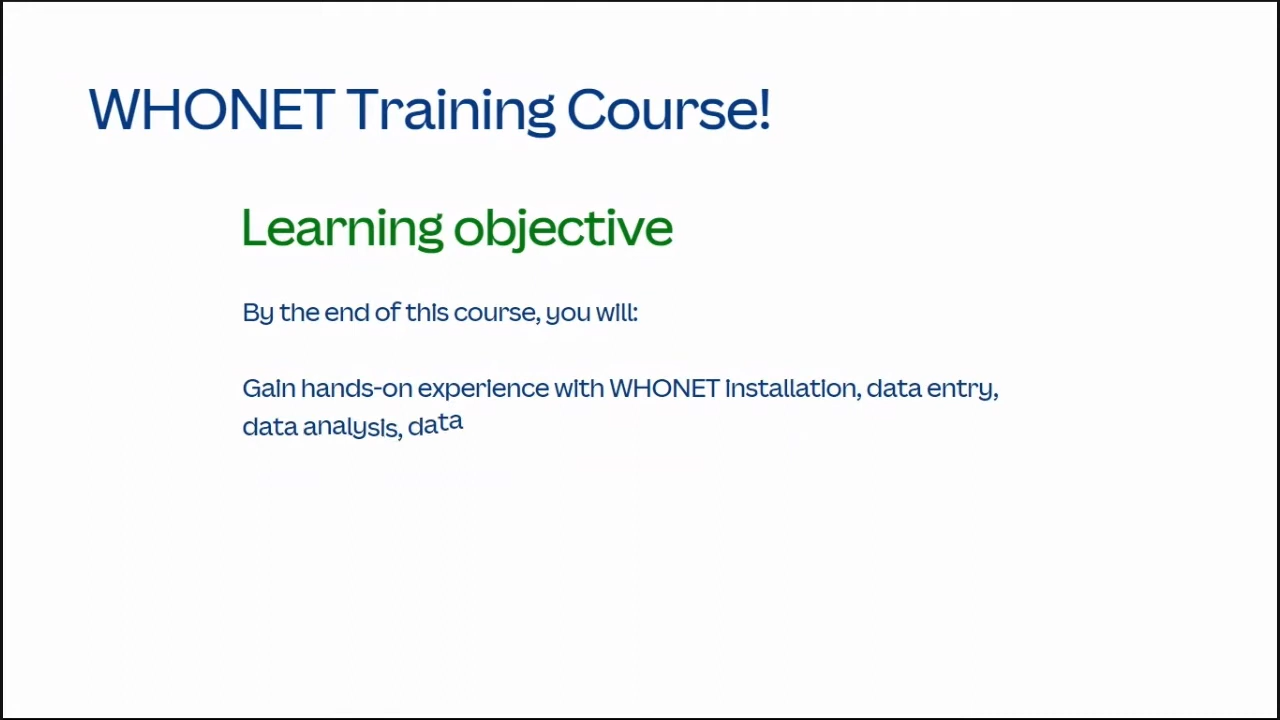 WHONET Training Course!
Learning objective
By the end of this course, you will:
Gain hands-on experience with WHONET installation, data entry,
data analysis, data